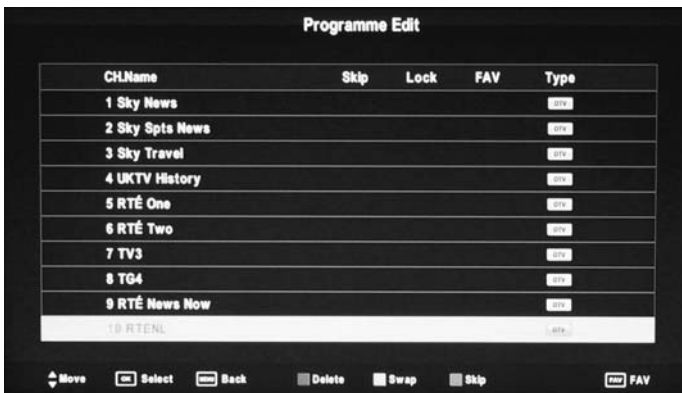 Programme Edit
CH.Name Skip Lock FAV Type
1 Sky News DTV
2 Sky Spts News DTV
3 Sky Travel DTV
4 UKTV History DTV
5 RTÉ One DTV
6 RTÉ Two DTV
7 TV3 DTV
8 TG4 DTV
9 RTÉ News Now DTV
10 RTENL DTV
Move OK Select MENU Back Delete Swap Skip FAV FAV